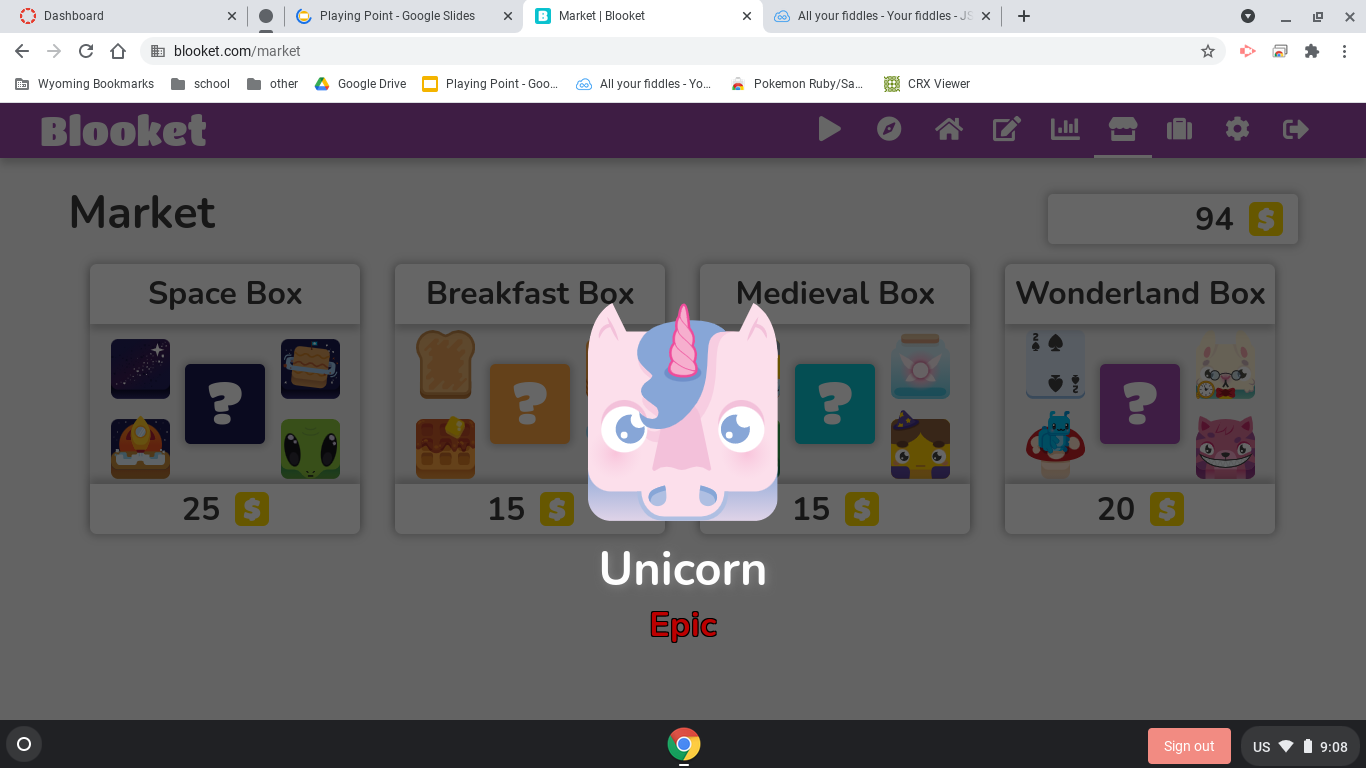 Dashboard
Playing Point - Google Slides
Market | Blooket
All your fiddles - Your fiddles - JS
blooket.com/market
Wyoming Bookmarks
school
other
Google Drive
Playing Point - Goo...
All your fiddles - Yo...
Pokemon Ruby/Sa...
CRX Viewer
Blooket
Market
94
Space Box
Breakfast Box
Medieval Box
Wonderland Box
2
2
?
?
?
?
25
15
15
20
Unicorn
Epic
Sign out
US
9:08